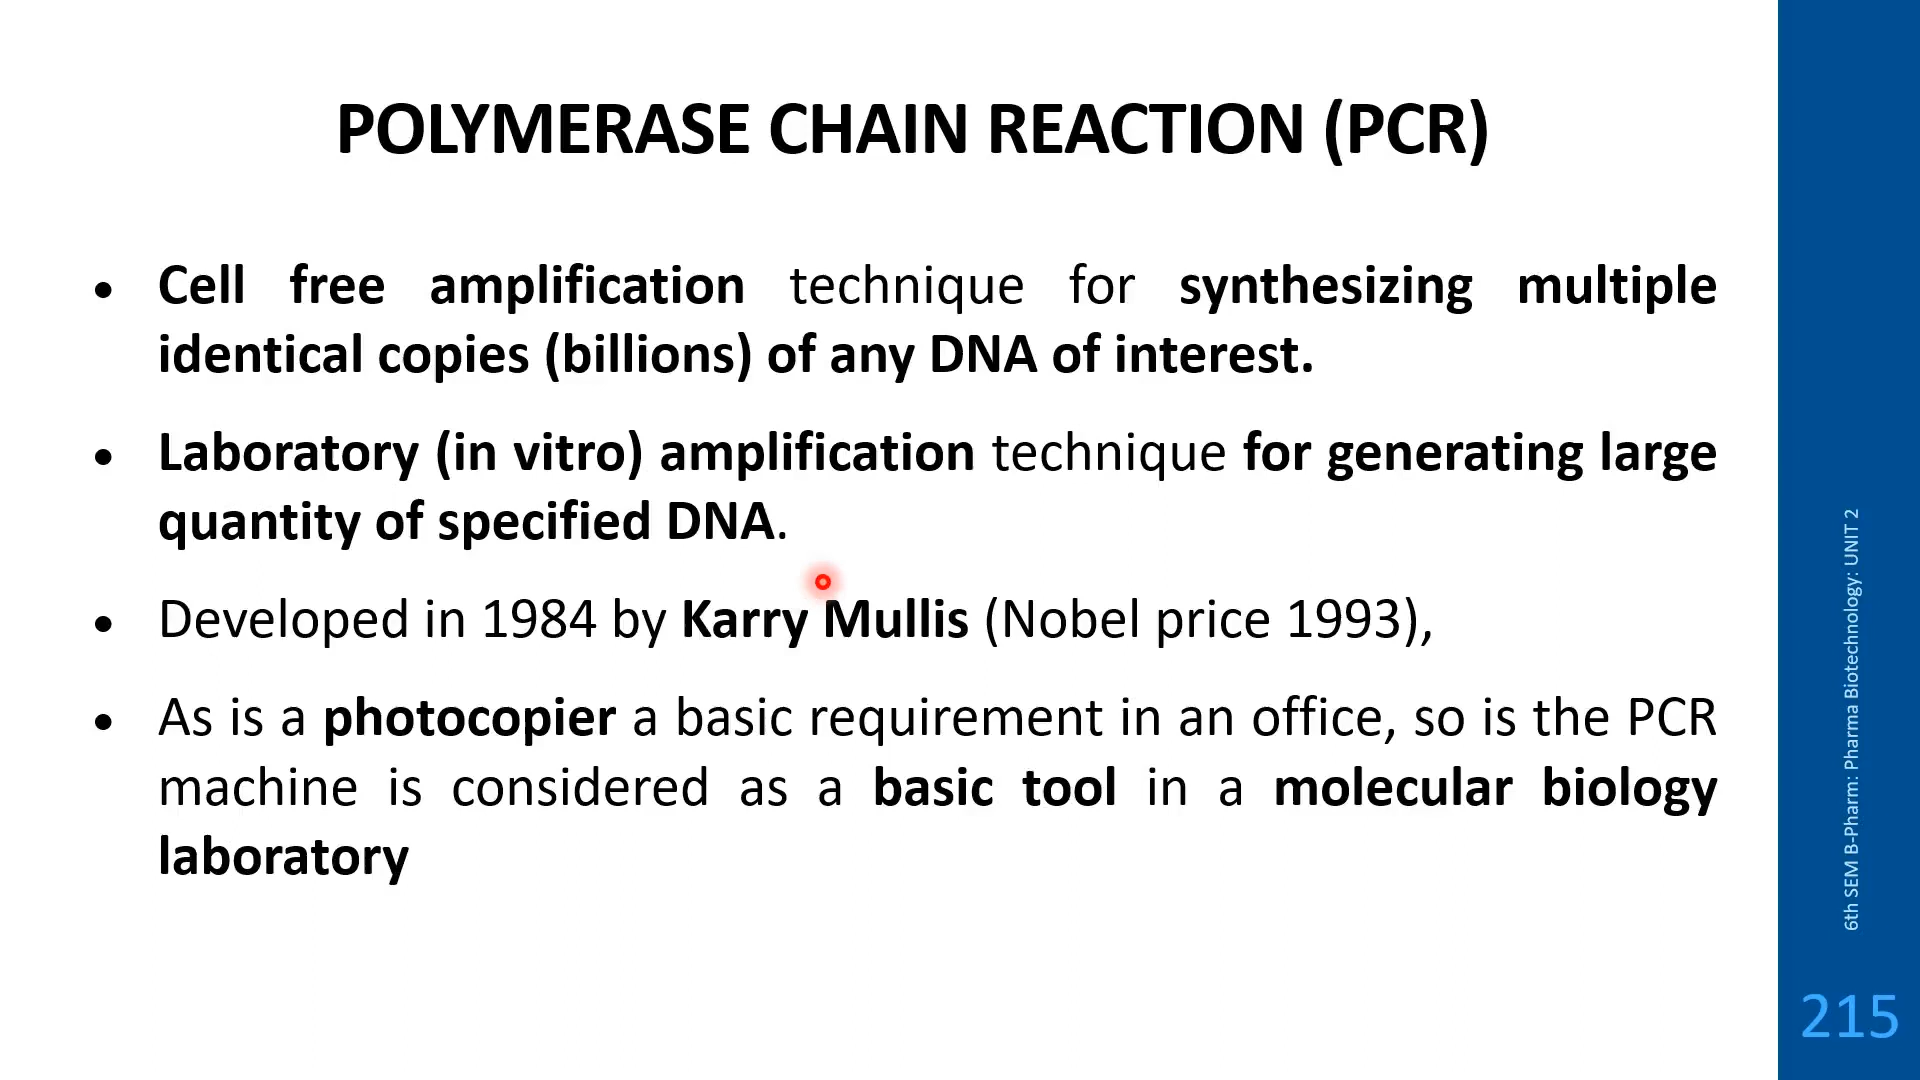 POLYMERASE CHAIN REACTION (PCR)
• Cell free amplification technique for synthesizing multiple
identical copies (billions) of any DNA of interest.
• Laboratory (in vitro) amplification technique for generating large
quantity of specified DNA.
• Developed in 1984 by Karry Mullis (Nobel price 1993),
• As is a photocopier a basic requirement in an office, so is the PCR
machine is considered as a basic tool in a molecular biology
laboratory
6th SEM B-Pharm: Pharma Biotechnology: UNIT 2
215